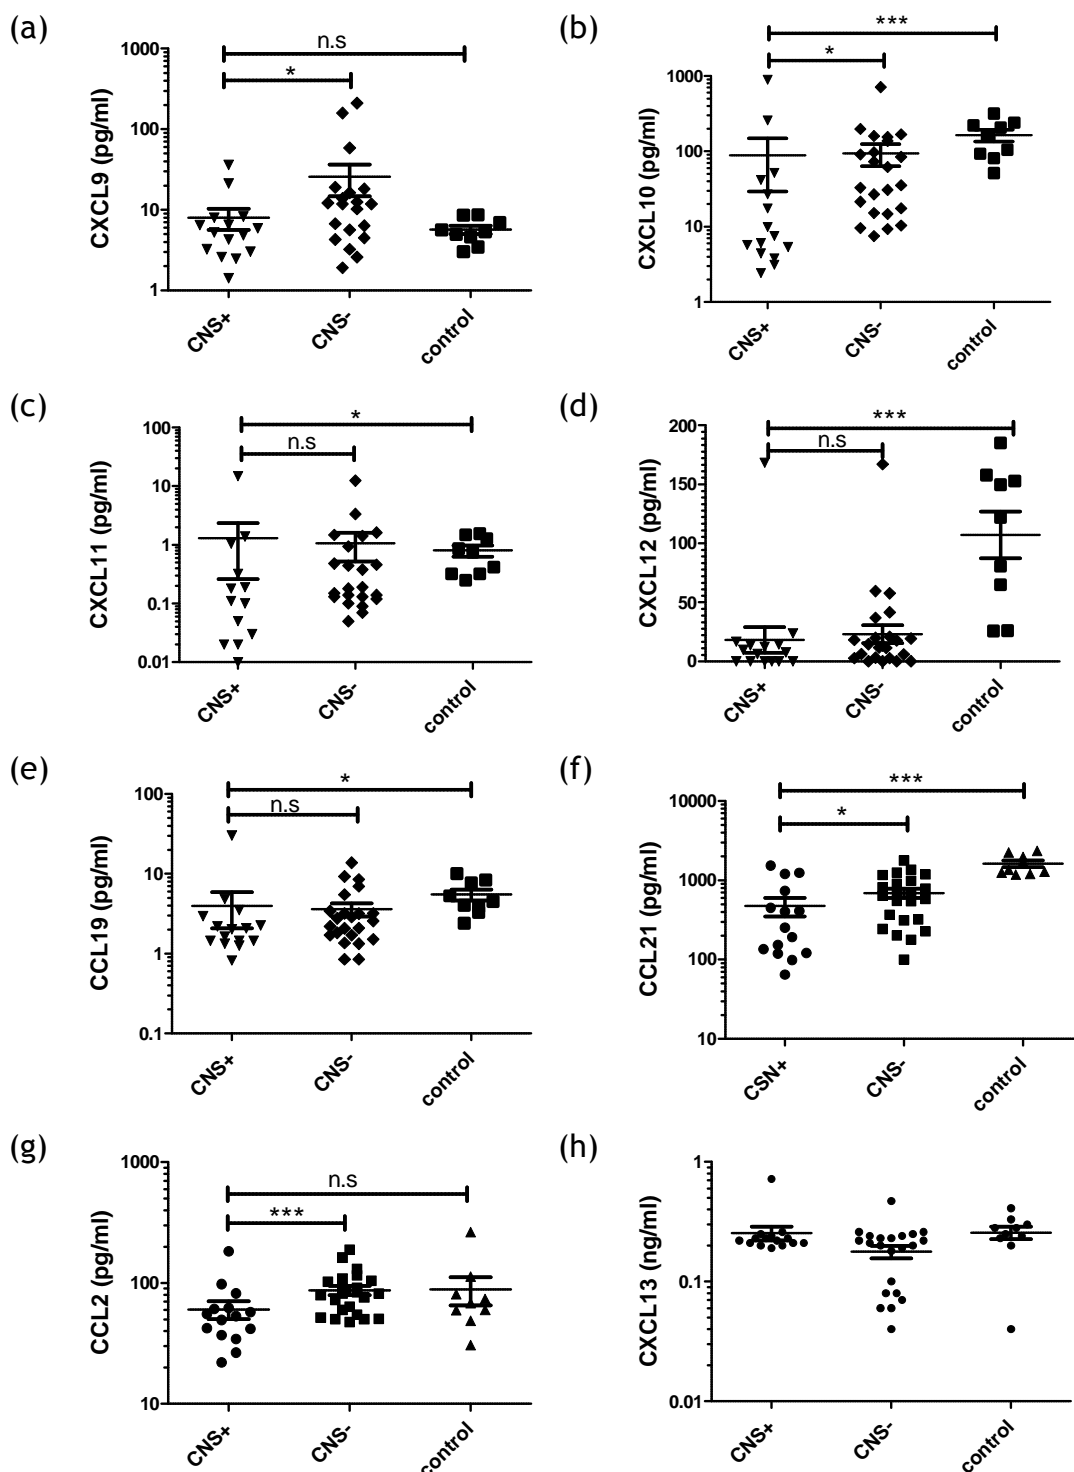 (a)
n.s
*
CXCL9 (pg/ml)
1000
100
10
1
CNS+
CNS-
control
(b)
***
*
CXCL10 (pg/ml)
1000
100
10
1
CNS+
CNS-
control
(c)
*
n.s
CXCL11 (pg/ml)
100
10
1
0.1
0.01
CNS+
CNS-
control
(d)
***
n.s
CXCL12 (pg/ml)
200
150
100
50
0
CNS+
CNS-
control
(e)
*
n.s
CCL19 (pg/ml)
100
10
1
0.1
CNS+
CNS-
control
(f)
***
*
CCL21 (pg/ml)
10000
1000
100
10
CSN+
CNS-
control
(g)
n.s
***
CCL2 (pg/ml)
1000
100
10
CNS+
CNS-
control
(h)
CXCL13 (ng/ml)
1
0.1
0.01
CNS+
CNS-
control